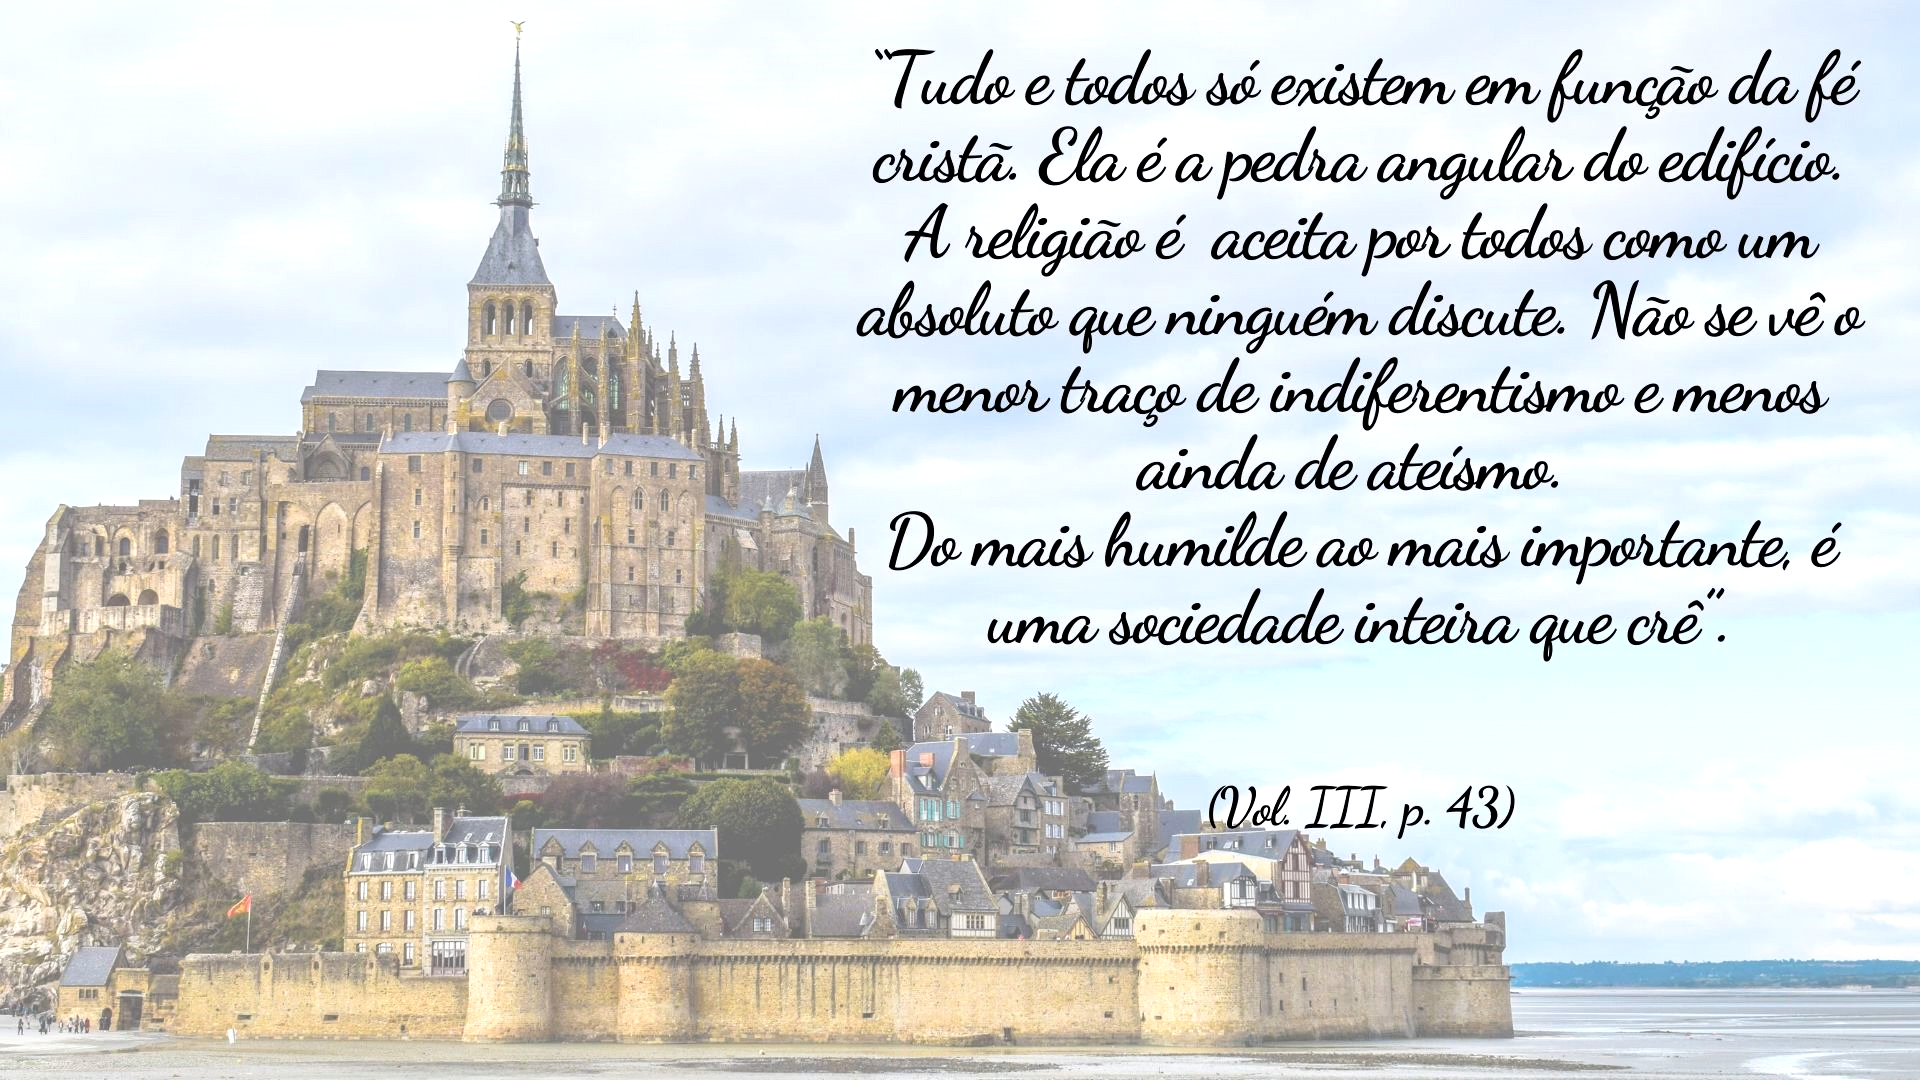 “Tudo e todos só existem em função da fé
cristã. Ela é a pedra angular do edifício.
A religião é aceita por todos como um
absoluto que ninguém discute. Não se vê o
menor traço de indiferentismo e menos
ainda de ateísmo.
Do mais humilde ao mais importante, é
uma sociedade inteira que crê”.
(Vol. III, p. 43)